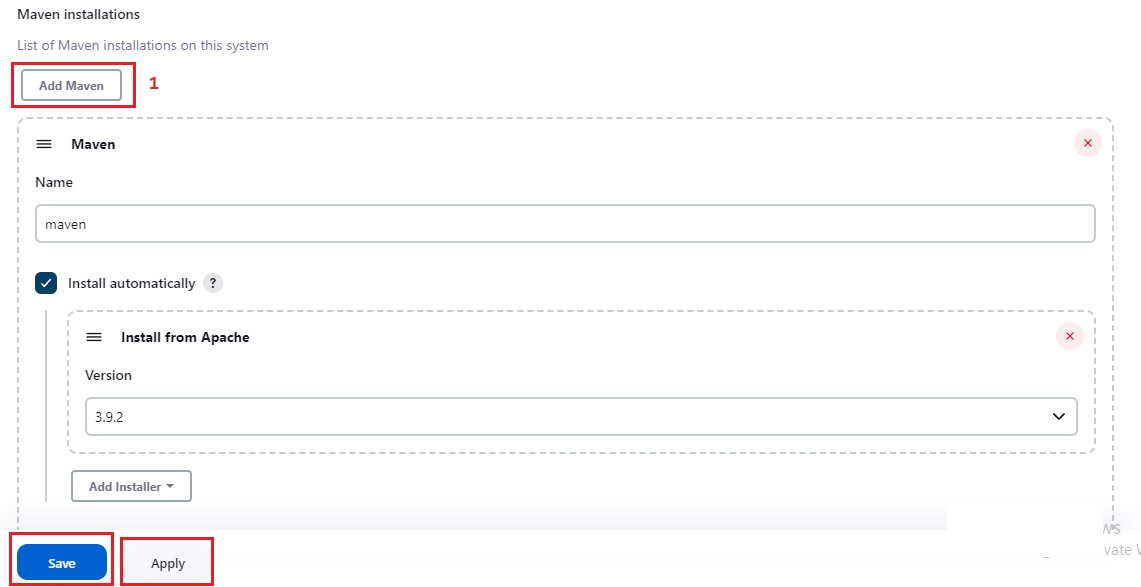 Maven installations
List of Maven installations on this system
Add Maven 1
Maven
Name
maven
Install automatically ?
Install from Apache
Version
3.9.2
Add Installer
Save Apply